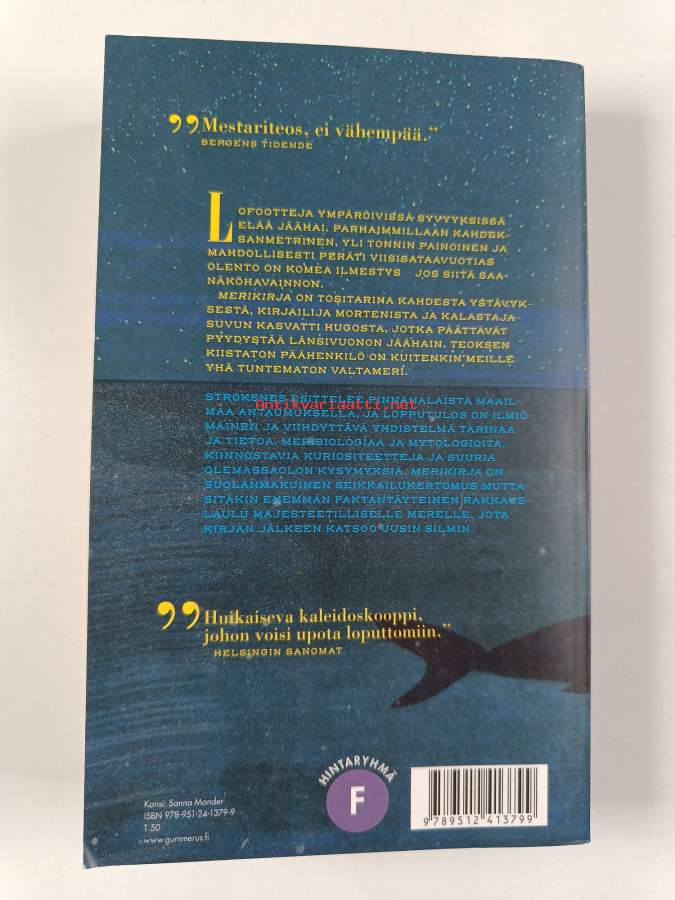 ”Mestariteos, ei vähempää.”
BERGENS TIDENDE
LOFOOTTEJA YMPÄRÖIVISSÄ SYVYYKSISSÄ
ELÄÄ JÄÄHAI. PARHAIMMILLAAN KAHDEK-
SANMETRINEN, YLI TONNIN PAINOINEN JA
MAHDOLLISESTI PERÄTI VIISISATAAVUOTIAS
OLENTO ON KOMEA ILMESTYS – JOS SIITÄ SAA
NÄKÖHAVAINNON.
MERIKIRJA ON TOSITARINA KAHDESTA YSTÄVYK-
SESTÄ, KIRJAILIJA MORTENISTA JA KALASTAJA
SUVUN KASVATTI HUGOSTA, JOTKA PÄÄTTÄVÄT
PYYDYSTÄÄ LÄNSIVUONON JÄÄHAIN. TEOKSEN
KIISTATON PÄÄHENKILÖ ON KUITENKIN MEILLE
YHÄ TUNTEMATON VALTAMERI.
STRØKSNES ESITTELEE PINNANALAISTA MAAIL-
MAA ANTAUMUKSELLA, JA LOPPUTULOS ON ILMIÖ
MÄINEN JA VIIHDYTTÄVÄ YHDISTELMÄ TARINAA
JA TIETOA, MERIBIOLOGIAA JA MYTOLOGIOITA,
KIINNOSTAVIA KURIOSITEETTEJA JA SUURIA
OLEMASSAOLON KYSYMYKSIÄ. MERIKIRJA ON
SUOLANMAKUINEN SEIKKAILUKERTOMUS MUTTA
SITÄKIN ENEMMÄN FAKTANTÄYTEINEN RAKKAUS-
LAULU MAJESTEETILLISELLE MERELLE, JOTA
KIRJAN JÄLKEEN KATSOO UUSIN SILMIN.
Antikvariaatti.net
”Huikaiseva kaleidoskooppi,
johon voisi upota loputtomiin.”
HELSINGIN SANOMAT
HINTARYHMÄ
F
Kansi: Sanna Mander
ISBN 978-951-24-1379-9
T 50
www.gummerus.fi
9 789512 413799